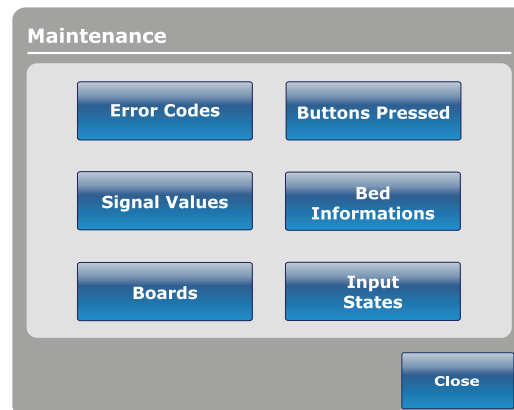 Maintenance
Error Codes
Buttons Pressed
Signal Values
Bed
Informations
Boards
Input
States
Close